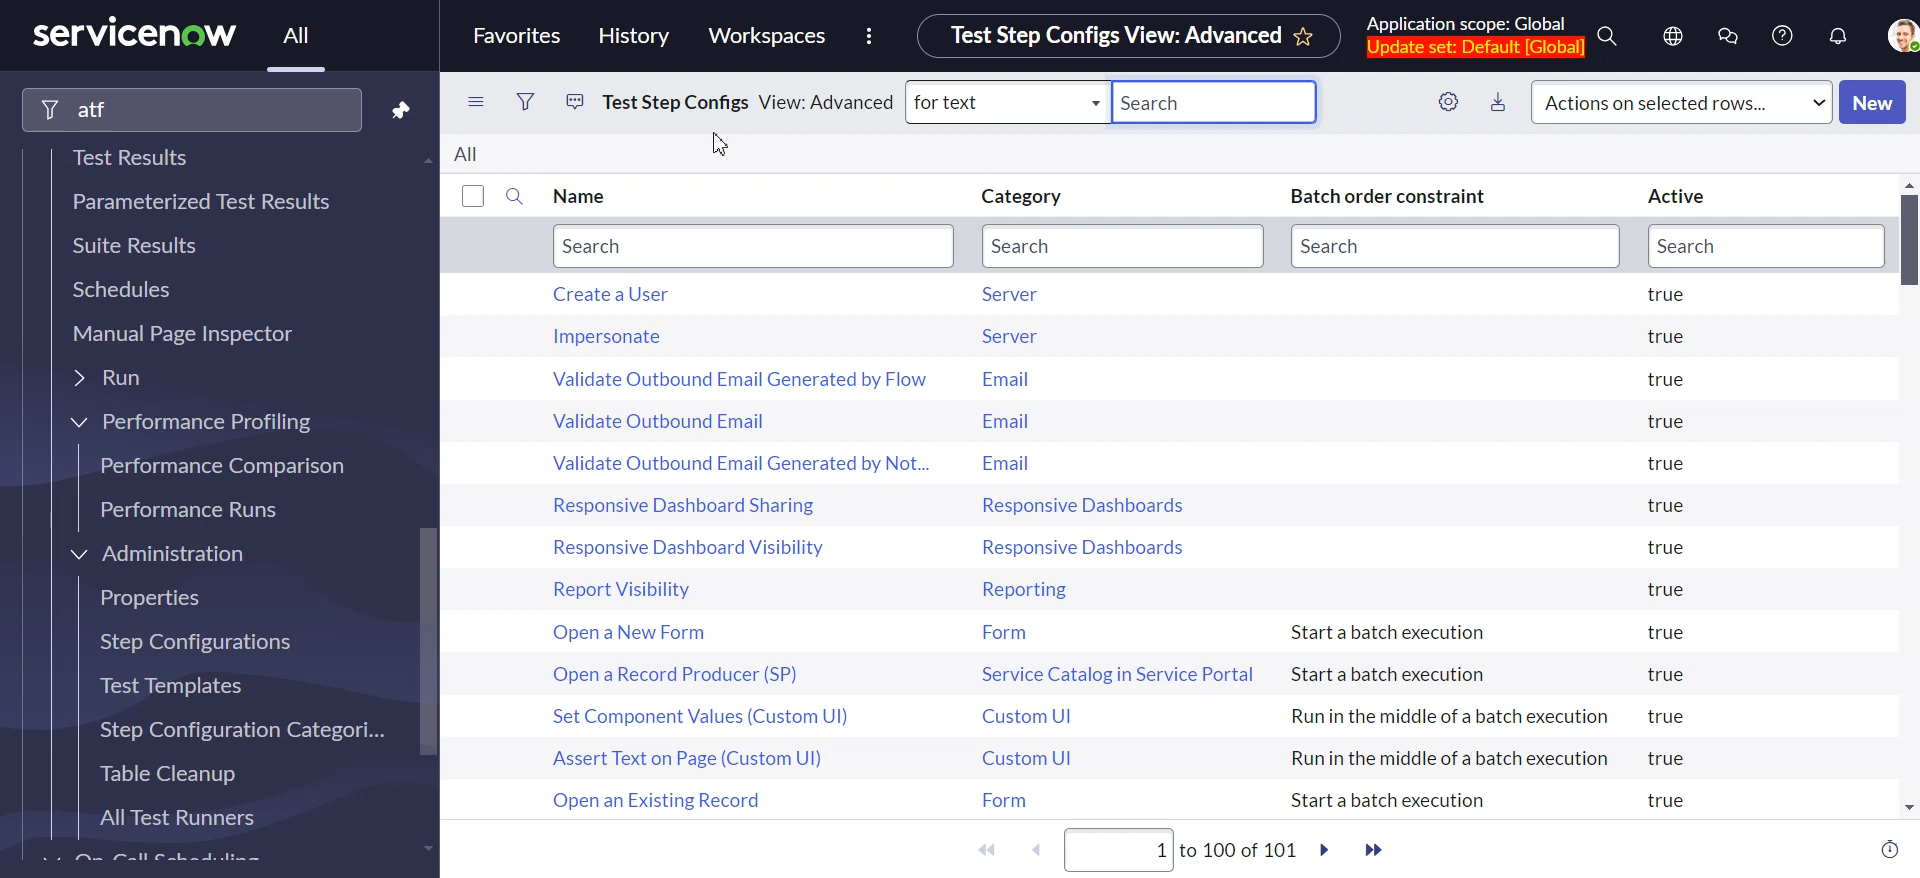 servicenow
All
Favorites
History
Workspaces
Test Step Configs View: Advanced
Application scope: Global
Update set: Default [Global]
atf
Test Results
Parameterized Test Results
Suite Results
Schedules
Manual Page Inspector
Run
Performance Profiling
Performance Comparison
Performance Runs
Administration
Properties
Step Configurations
Test Templates
Step Configuration Categori...
Table Cleanup
All Test Runners
On-Call Scheduling
Test Step Configs View: Advanced
for text
Search
Actions on selected rows...
New
All
Name Category Batch order constraint Active
Search Search Search Search
Create a User Server true
Impersonate Server true
Validate Outbound Email Generated by Flow Email true
Validate Outbound Email Email true
Validate Outbound Email Generated by Not... Email true
Responsive Dashboard Sharing Responsive Dashboards true
Responsive Dashboard Visibility Responsive Dashboards true
Report Visibility Reporting true
Open a New Form Form Start a batch execution true
Open a Record Producer (SP) Service Catalog in Service Portal Start a batch execution true
Set Component Values (Custom UI) Custom UI Run in the middle of a batch execution true
Assert Text on Page (Custom UI) Custom UI Run in the middle of a batch execution true
Open an Existing Record Form Start a batch execution true
1 to 100 of 101